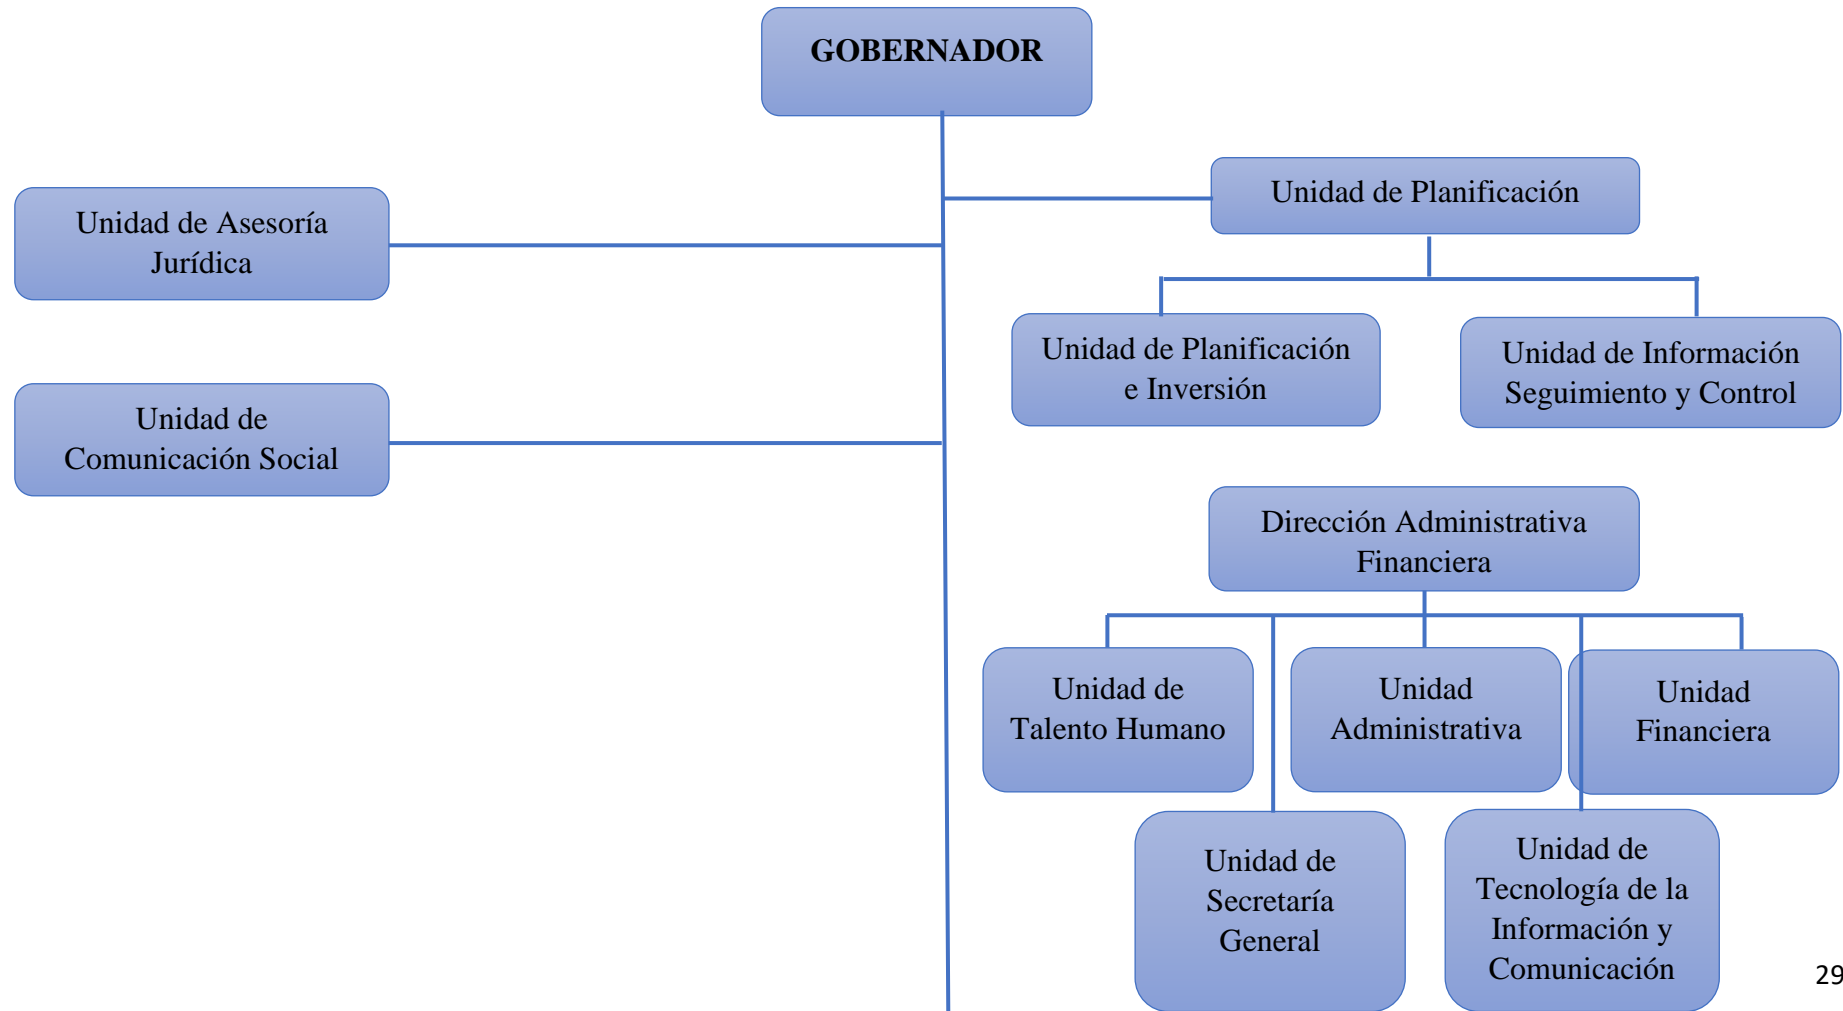 GOBERNADOR
Unidad de Planificación
Unidad de Asesoría
Jurídica
Unidad de Planificación
e Inversión
Unidad de Información
Seguimiento y Control
Unidad de
Comunicación Social
Dirección Administrativa
Financiera
Unidad de
Talento Humano
Unidad
Administrativa
Unidad
Financiera
Unidad de
Secretaría
General
Unidad de
Tecnología de la
Información y
Comunicación
29